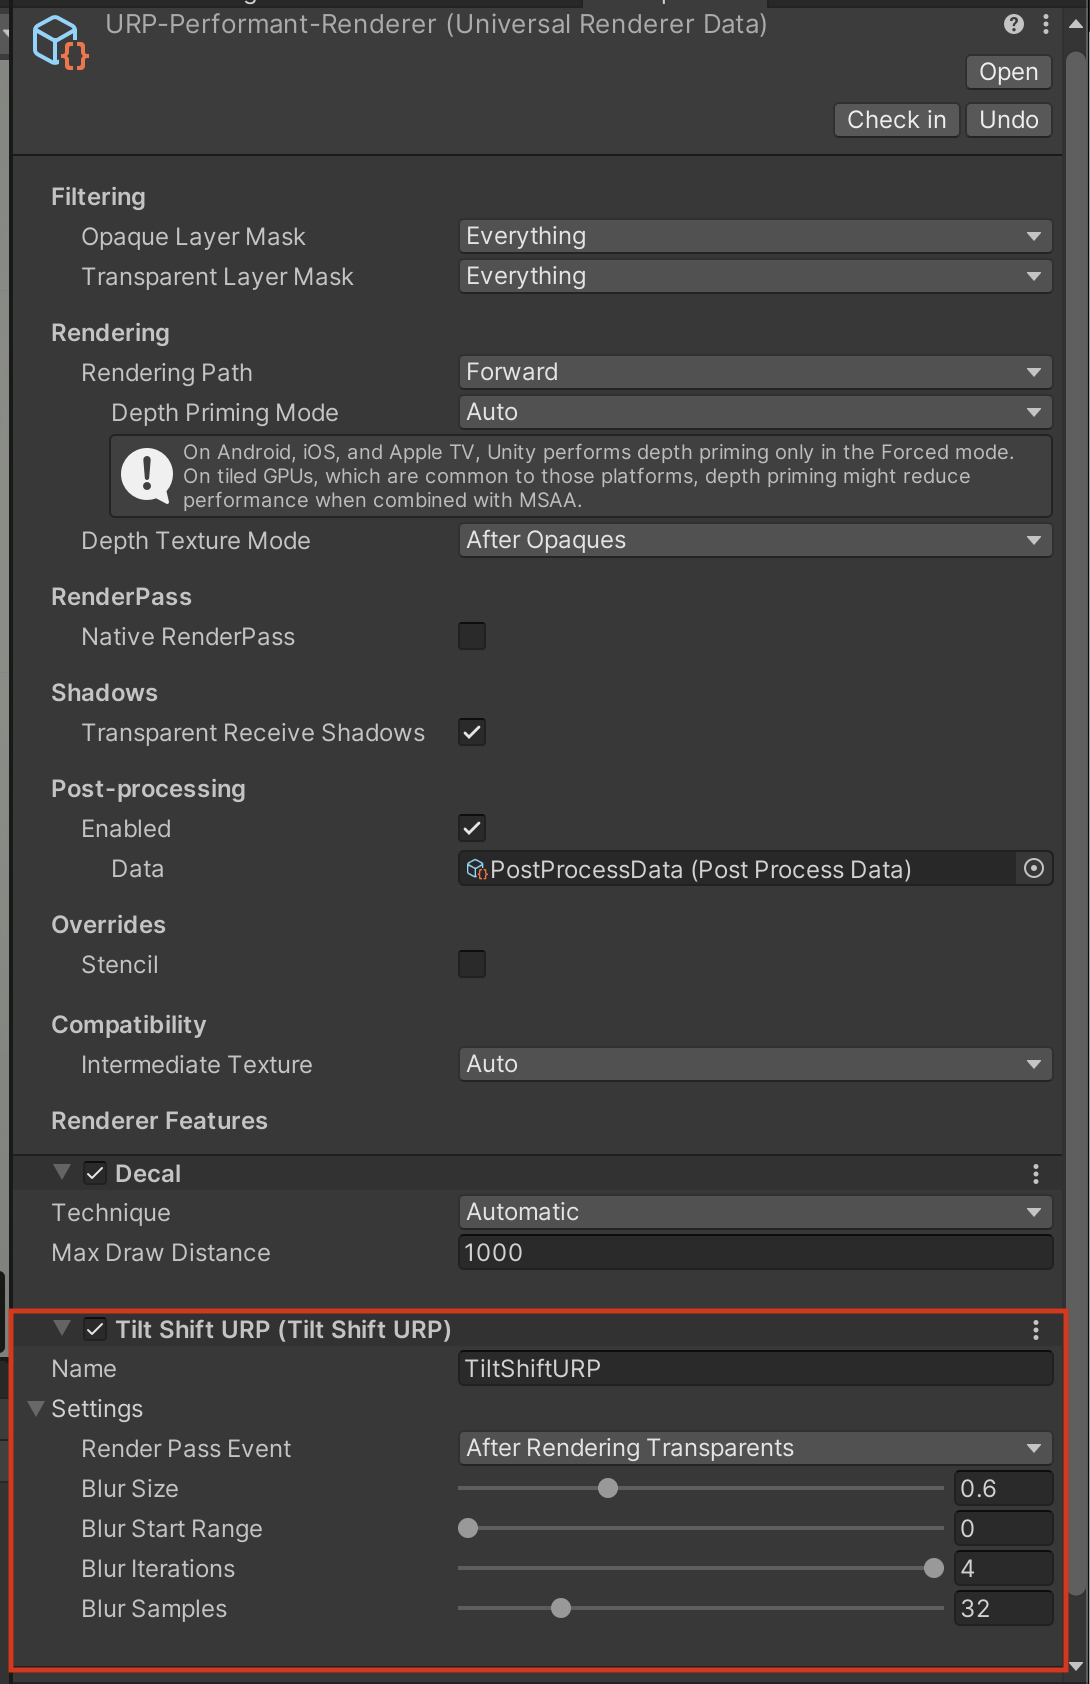 URP-Performant-Renderer (Universal Renderer Data)
Open
Check in
Undo
Filtering
Opaque Layer Mask
Everything
Transparent Layer Mask
Everything
Rendering
Rendering Path
Forward
Depth Priming Mode
Auto
On Android, iOS, and Apple TV, Unity performs depth priming only in the Forced mode.
On tiled GPUs, which are common to those platforms, depth priming might reduce
performance when combined with MSAA.
Depth Texture Mode
After Opaques
RenderPass
Native RenderPass
Shadows
Transparent Receive Shadows
Post-processing
Enabled
Data
PostProcessData (Post Process Data)
Overrides
Stencil
Compatibility
Intermediate Texture
Auto
Renderer Features
Decal
Technique
Automatic
Max Draw Distance
1000
Tilt Shift URP (Tilt Shift URP)
Name
TiltShiftURP
Settings
Render Pass Event
After Rendering Transparents
Blur Size
0.6
Blur Start Range
0
Blur Iterations
4
Blur Samples
32